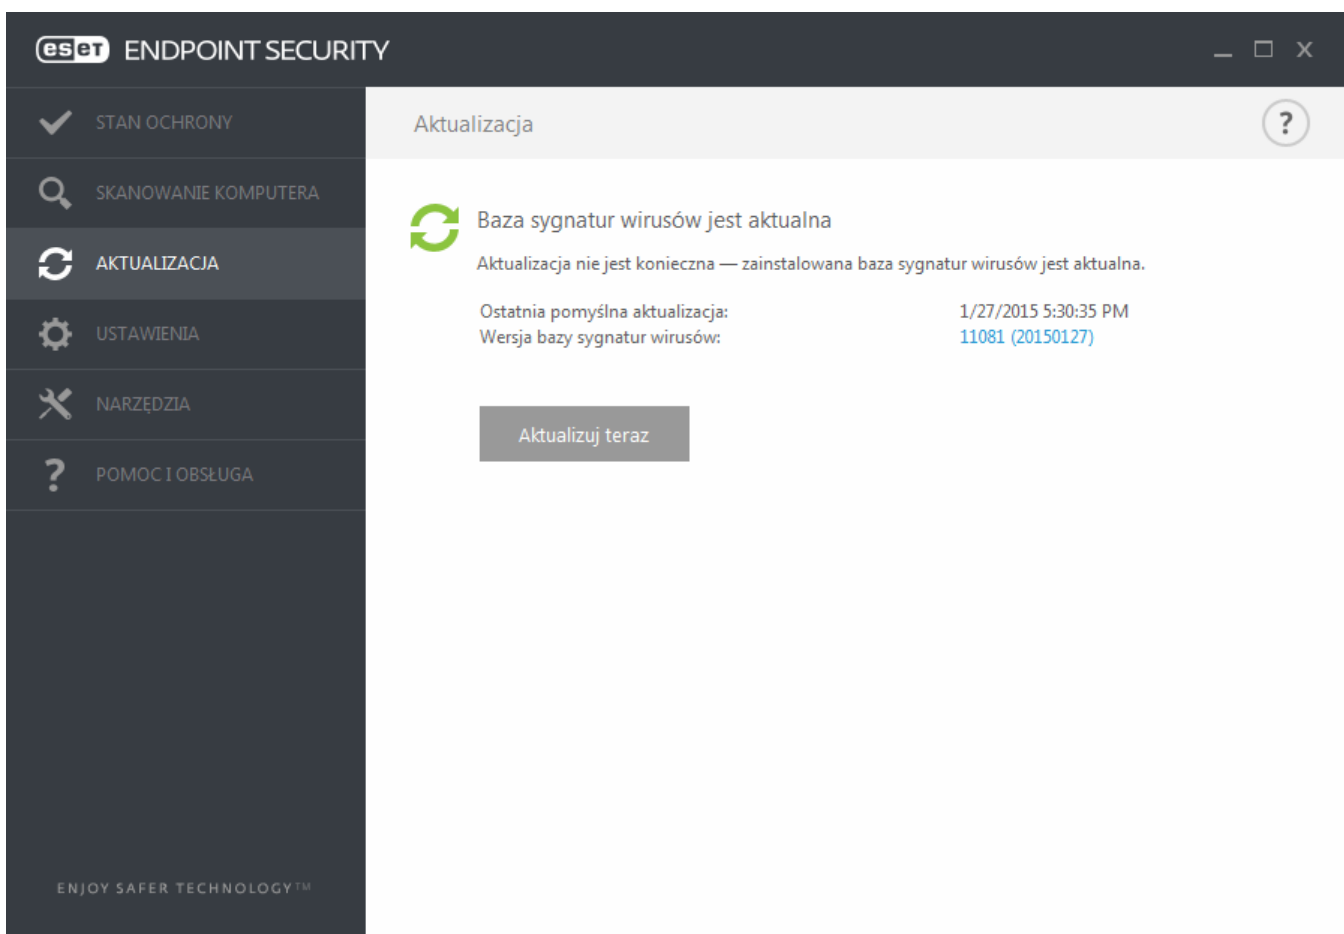 eset ENDPOINT SECURITY
STAN OCHRONY
SKANOWANIE KOMPUTERA
AKTUALIZACJA
USTAWIENIA
NARZĘDZIA
POMOC I OBSŁUGA
ENJOY SAFER TECHNOLOGY™
Aktualizacja
?
Baza sygnatur wirusów jest aktualna
Aktualizacja nie jest konieczna — zainstalowana baza sygnatur wirusów jest aktualna.
Ostatnia pomyślna aktualizacja: 1/27/2015 5:30:35 PM
Wersja bazy sygnatur wirusów: 11081 (20150127)
Aktualizuj teraz